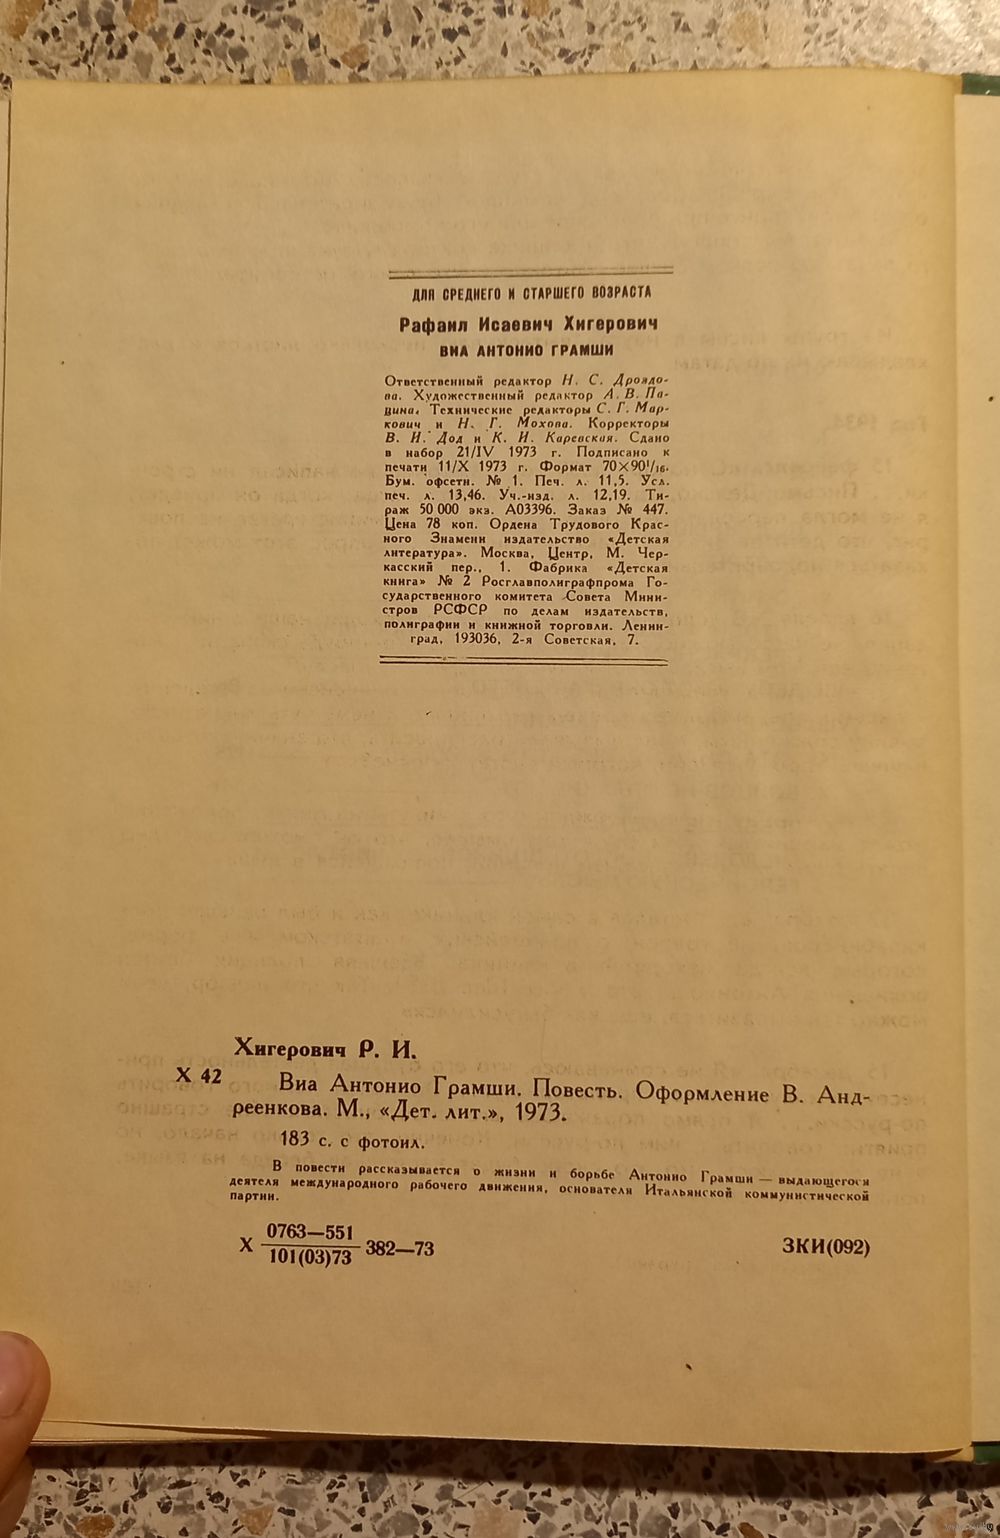 ДЛЯ СРЕДНЕГО И СТАРШЕГО ВОЗРАСТА
Рафаил Исаевич Хигерович
ВИА АНТОНИО ГРАМШИ
Ответственный редактор Н. С. Дроздо-
ва. Художественный редактор А. В. Па-
цина. Технические редакторы С. Г. Мар-
кович и Н. Г. Мохова. Корректоры
В. И. Дод и К. И. Каревская. Сдано
в набор 21/IV 1973 г. Подписано к
печати 11/X 1973 г. Формат 70×90¹/₁₆.
Бум. офсетн. № 1. Печ. л. 11,5. Усл.
печ. л. 13,46. Уч.-изд. л. 12,19. Ти-
раж 50 000 экз. А03396. Заказ № 447.
Цена 78 коп. Ордена Трудового Крас-
ного Знамени издательство «Детская
литература». Москва, Центр, М. Чер-
касский пер., 1. Фабрика «Детская
книга» № 2 Росглавполиграфпрома Го-
сударственного комитета Совета Мини-
стров РСФСР по делам издательств,
полиграфии и книжной торговли. Ленин-
град, 193036, 2-я Советская, 7.
Хигерович Р. И.
Х 42
Виа Антонио Грамши. Повесть. Оформление В. Анд-
реенкова. М., «Дет. лит.», 1973.
183 с. с фотоил.
В повести рассказывается о жизни и борьбе Антонио Грамши — выдающегося
деятеля международного рабочего движения, основателя Итальянской коммунистической
партии.
Х 0763—551
101(03)73 382—73
ЗКИ(092)